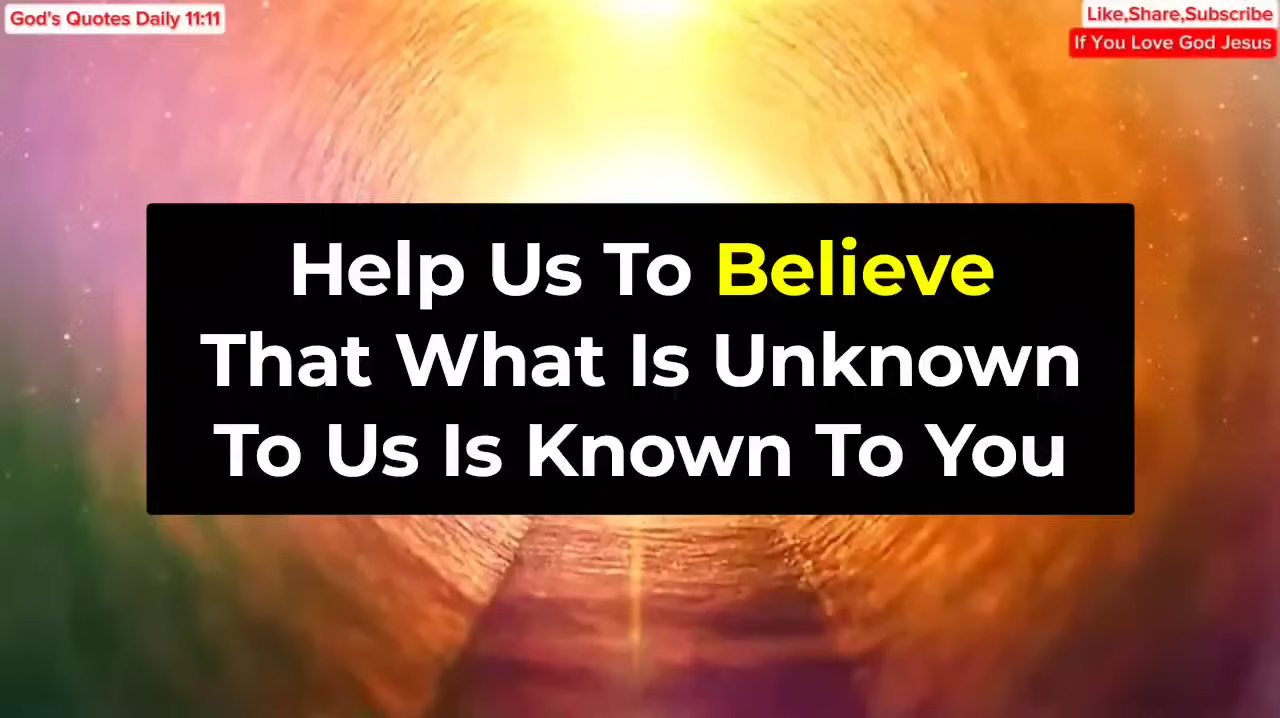 God's Quotes Daily 11:11
Like,Share,Subscribe
If You Love God Jesus
Help Us To Believe
That What Is Unknown
To Us Is Known To You